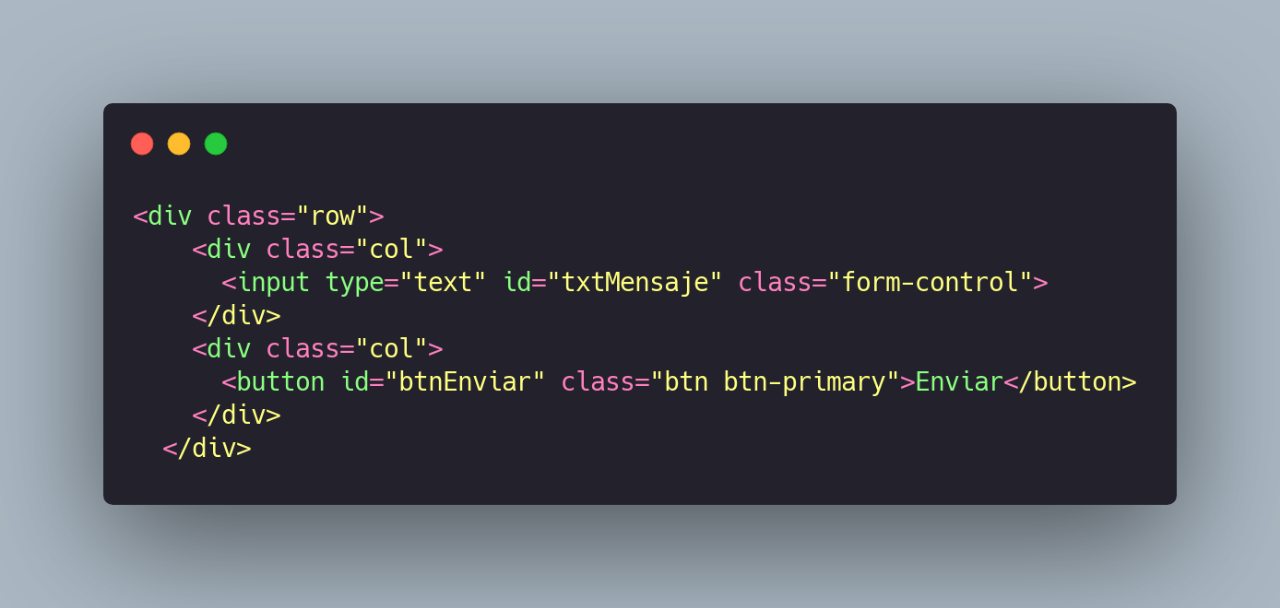 <div class="row">
    <div class="col">
      <input type="text" id="txtMensaje" class="form-control">
    </div>
    <div class="col">
      <button id="btnEnviar" class="btn btn-primary">Enviar</button>
    </div>
  </div>